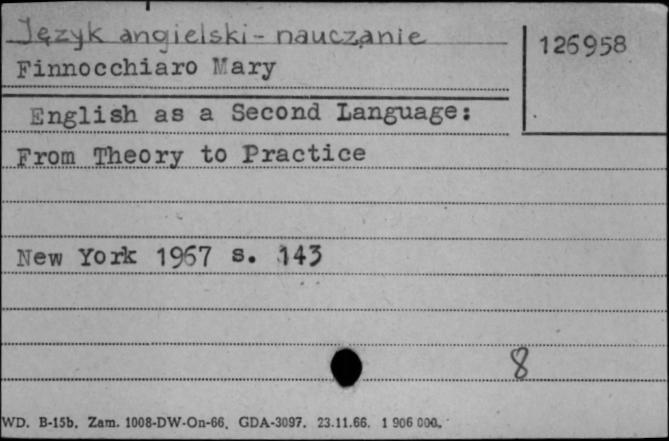 Język angielski - nauczanie
126958
Finnocchiaro Mary
English as a Second Language:
From Theory to Practice
New York 1967 s. 143
8
WD. B-15b. Zam. 1008-DW-On-66. GDA-3097. 23.11.66. 1 906 000.